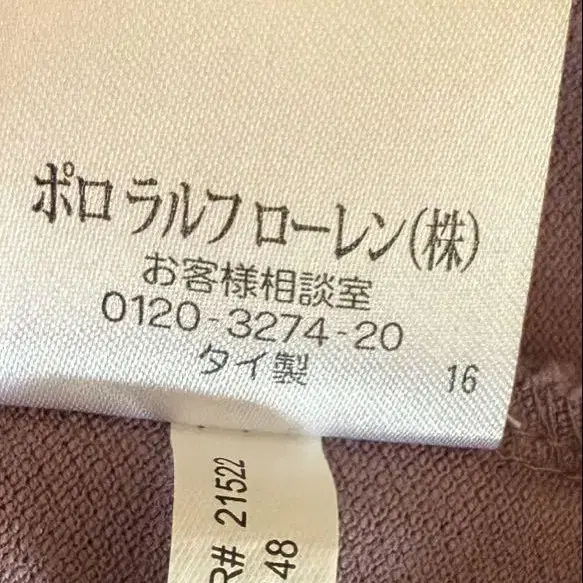 ポロ ラルフ ローレン(株)
お客様相談室
0120-3274-20
タイ製
16
R# 21522
48